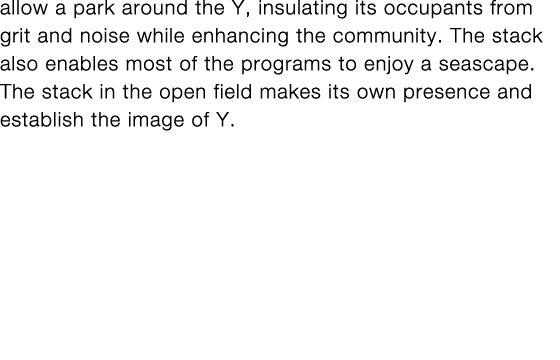 allow a park around the Y, insulating its occupants from
grit and noise while enhancing the community. The stack
also enables most of the programs to enjoy a seascape.
The stack in the open field makes its own presence and
establish the image of Y.